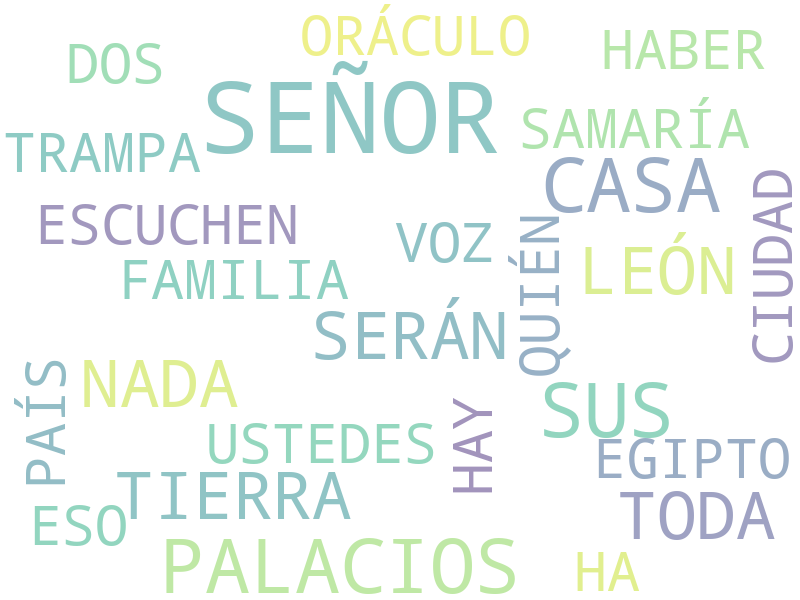 ORÁCULO
DOS
HABER
SEÑOR
SAMARÍA
TRAMPA
CASA
CIUDAD
ESCUCHEN
VOZ
QUIÉN
LEÓN
FAMILIA
SERÁN
NADA
PAÍS
SUS
HAY
USTEDES
EGIPTO
TIERRA
TODA
ESO
PALACIOS
HA